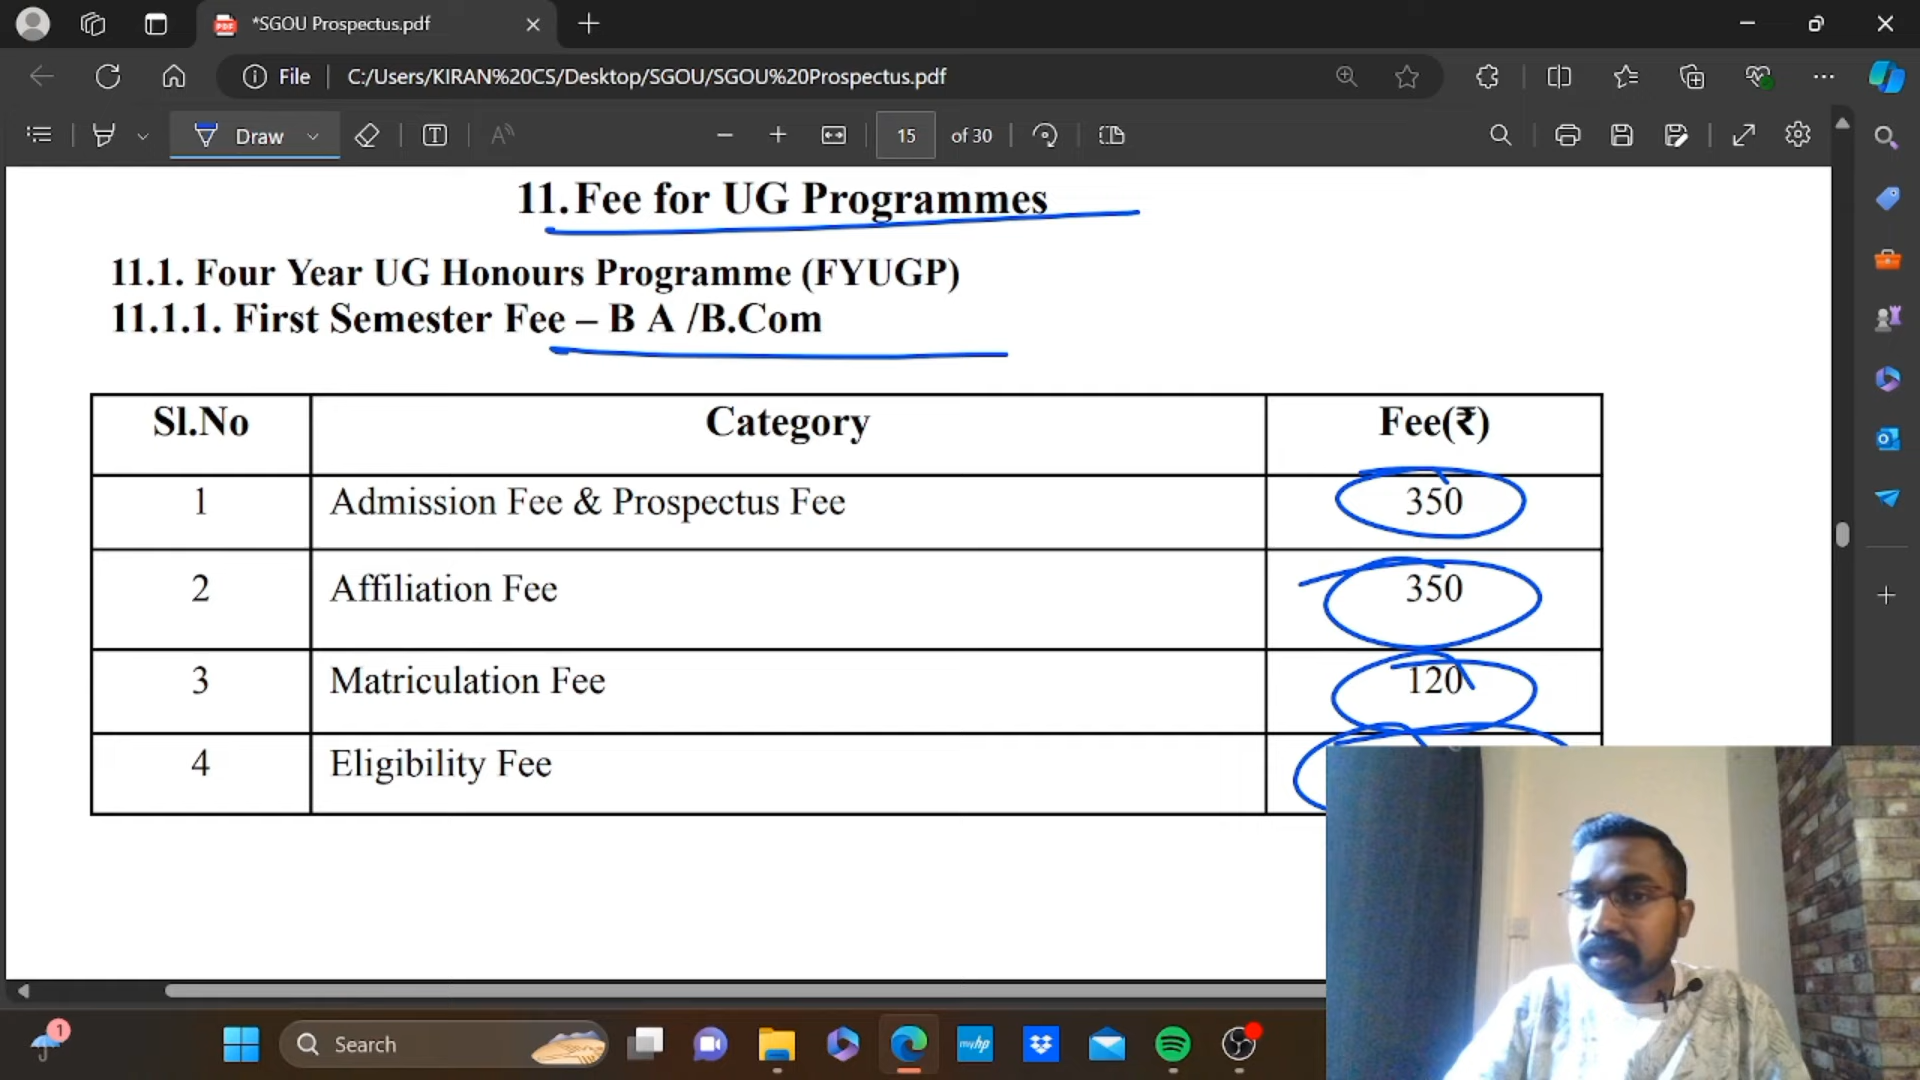 *SGOU Prospectus.pdf
File
C:/Users/KIRAN%20CS/Desktop/SGOU/SGOU%20Prospectus.pdf
Draw
15 of 30
11.Fee for UG Programmes
11.1. Four Year UG Honours Programme (FYUGP)
11.1.1. First Semester Fee – B A /B.Com
Sl.No Category Fee(₹)
1 Admission Fee & Prospectus Fee 350
2 Affiliation Fee 350
3 Matriculation Fee 120
4 Eligibility Fee
1
Search
myhp